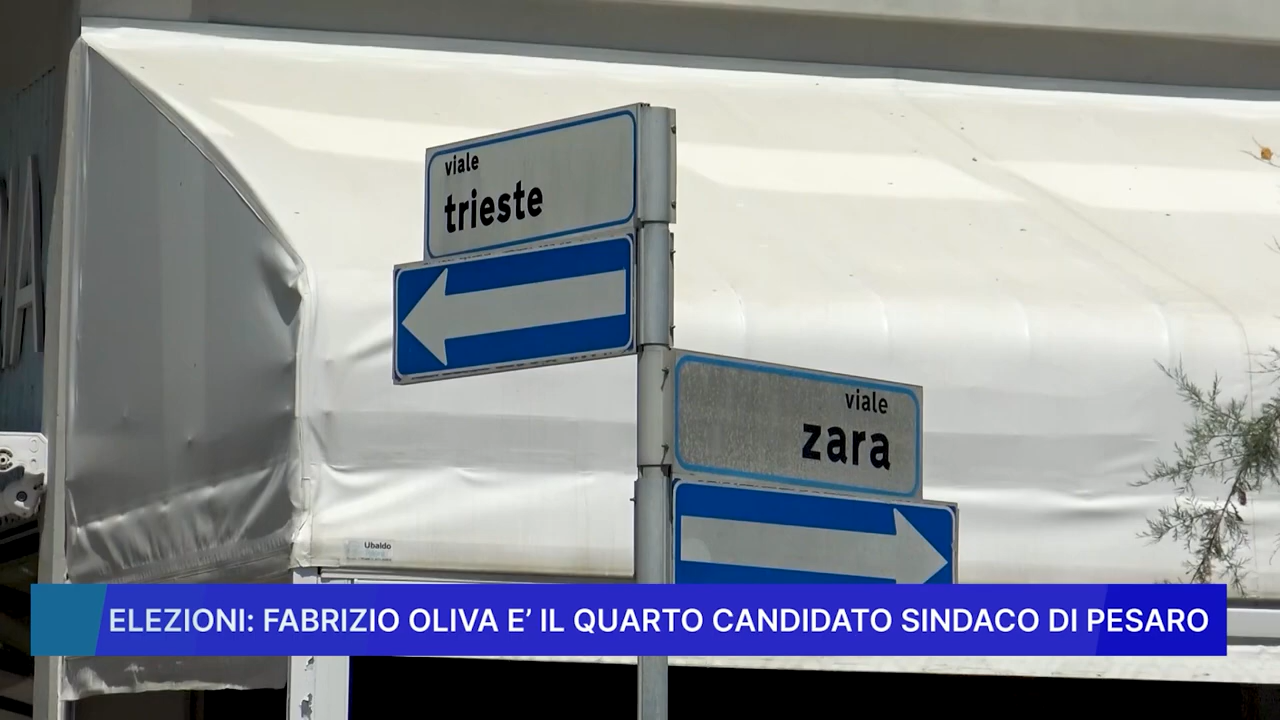 viale
trieste
viale
zara
Ubaldo
ELEZIONI: FABRIZIO OLIVA E’ IL QUARTO CANDIDATO SINDACO DI PESARO